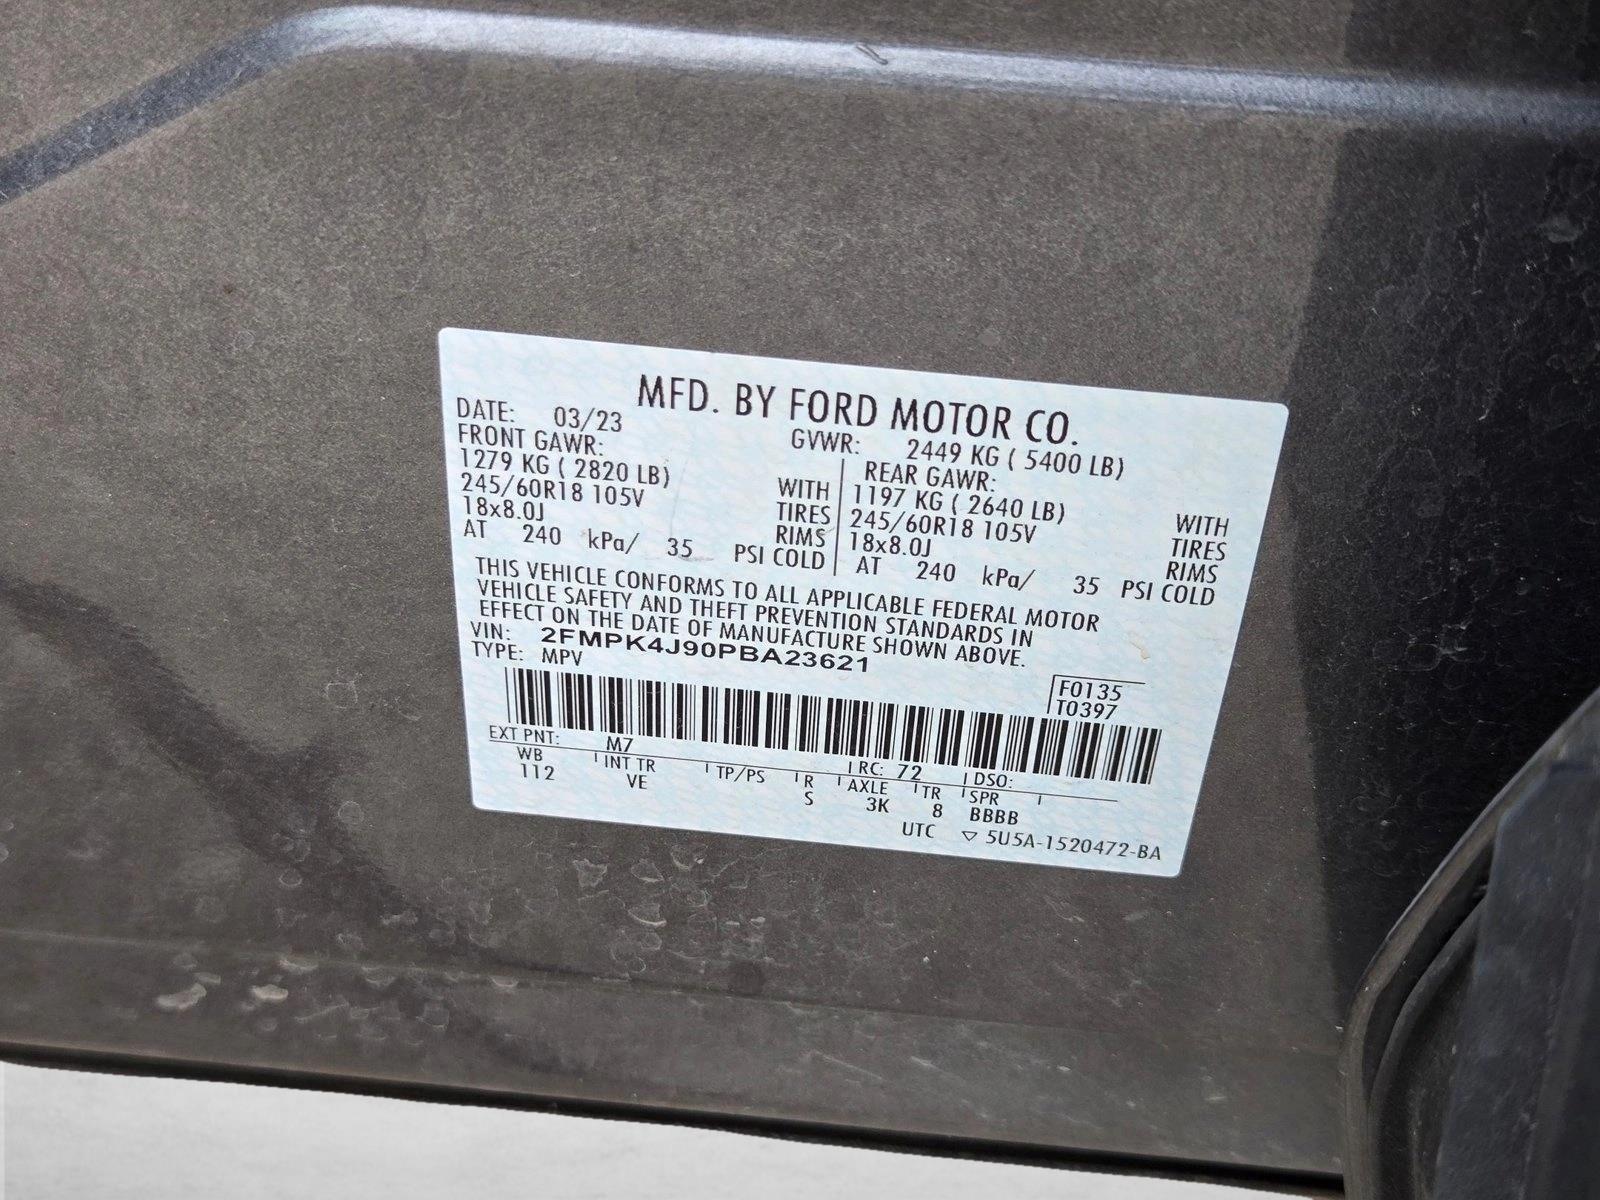 MFD. BY FORD MOTOR CO.
DATE: 03/23 GVWR: 2449 KG ( 5400 LB)
FRONT GAWR: REAR GAWR:
1279 KG ( 2820 LB) WITH 1197 KG ( 2640 LB) WITH
245/60R18 105V TIRES 245/60R18 105V TIRES
18x8.0J RIMS 18x8.0J RIMS
AT 240 kPa/ 35 PSI COLD AT 240 kPa/ 35 PSI COLD
THIS VEHICLE CONFORMS TO ALL APPLICABLE FEDERAL MOTOR
VEHICLE SAFETY AND THEFT PREVENTION STANDARDS IN
EFFECT ON THE DATE OF MANUFACTURE SHOWN ABOVE.
VIN: 2FMPK4J90PBA23621
TYPE: MPV
F0135
T0397
EXT PNT: M7 RC: 72 DSO:
WB INT TR TP/PS R AXLE TR SPR
112 VE S 3K 8 BBBB
UTC ▽ 5U5A-1520472-BA